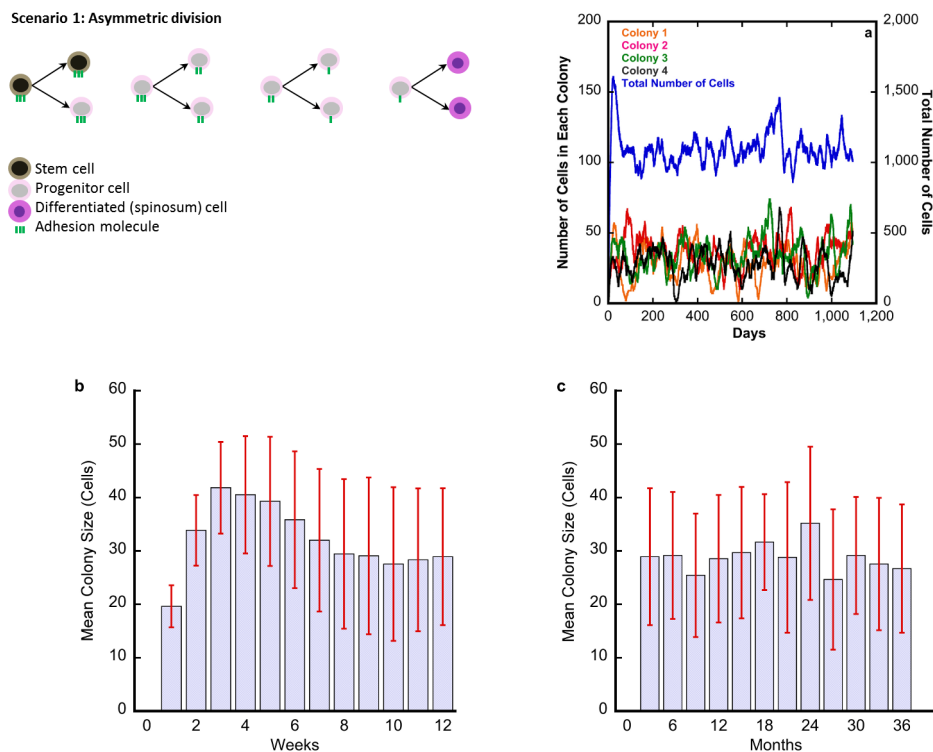 Scenario 1: Asymmetric division
Stem cell
Progenitor cell
Differentiated (spinosum) cell
Adhesion molecule
a
Colony 1
Colony 2
Colony 3
Colony 4
Total Number of Cells
Number of Cells in Each Colony
200
150
100
50
0
2,000
1,500
1,000
500
0
Total Number of Cells
0 200 400 600 800 1,000 1,200
Days
b
Mean Colony Size (Cells)
60
50
40
30
20
10
0
0 2 4 6 8 10 12
Weeks
c
Mean Colony Size (Cells)
60
50
40
30
20
10
0
0 6 12 18 24 30 36
Months